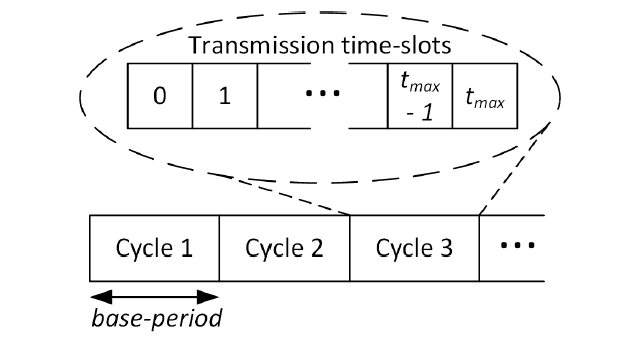 Transmission time-slots
0 1 ••• tmax - 1 tmax
Cycle 1 Cycle 2 Cycle 3 •••
base-period